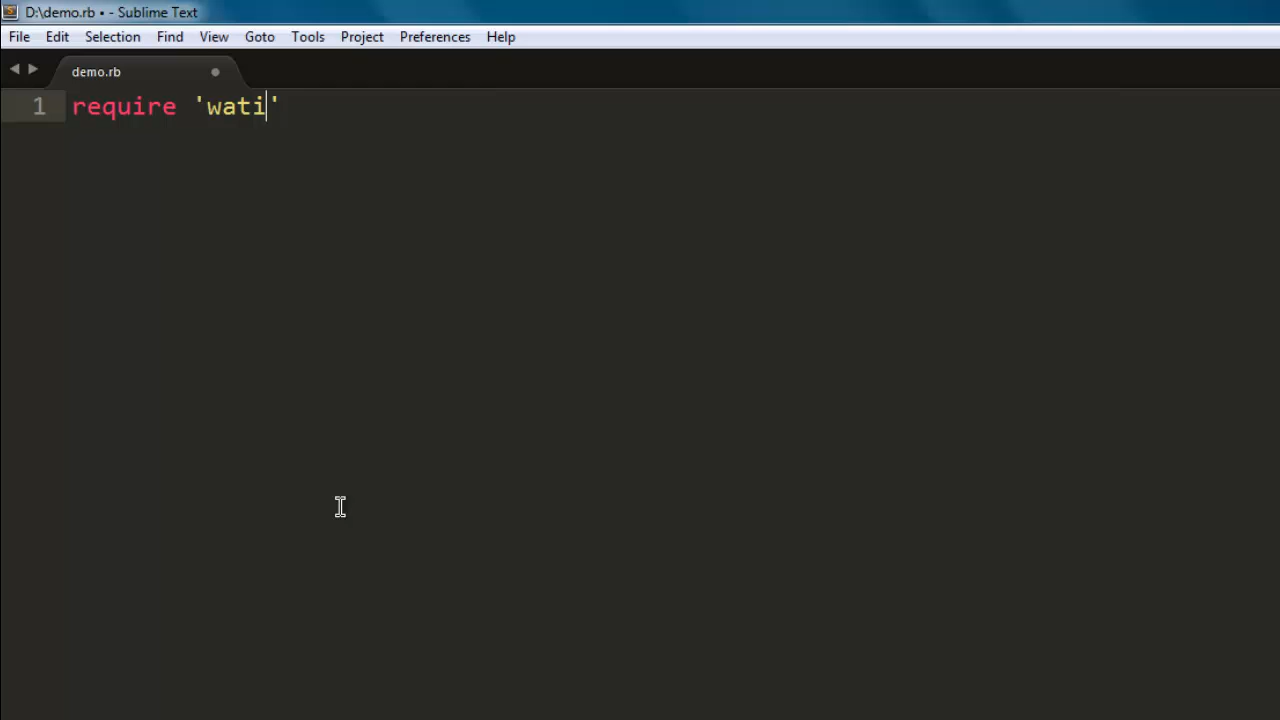 D:\demo.rb • - Sublime Text
File Edit Selection Find View Goto Tools Project Preferences Help
demo.rb
1 require 'wati'